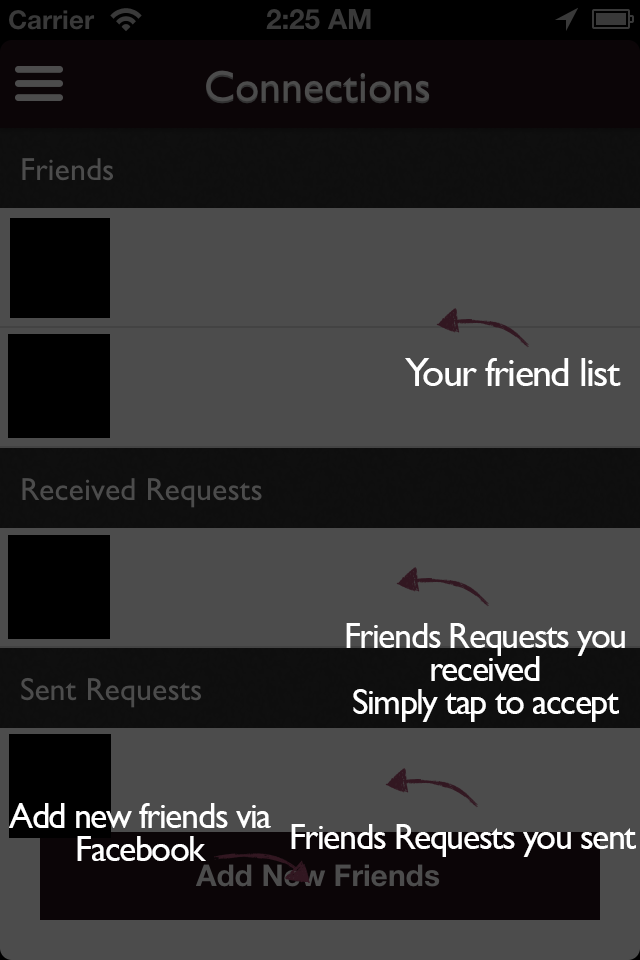 Carrier 2:25 AM
Connections
Friends
Your friend list
Received Requests
Friends Requests you
received
Simply tap to accept
Sent Requests
Add new friends via
Facebook
Friends Requests you sent
Add New Friends